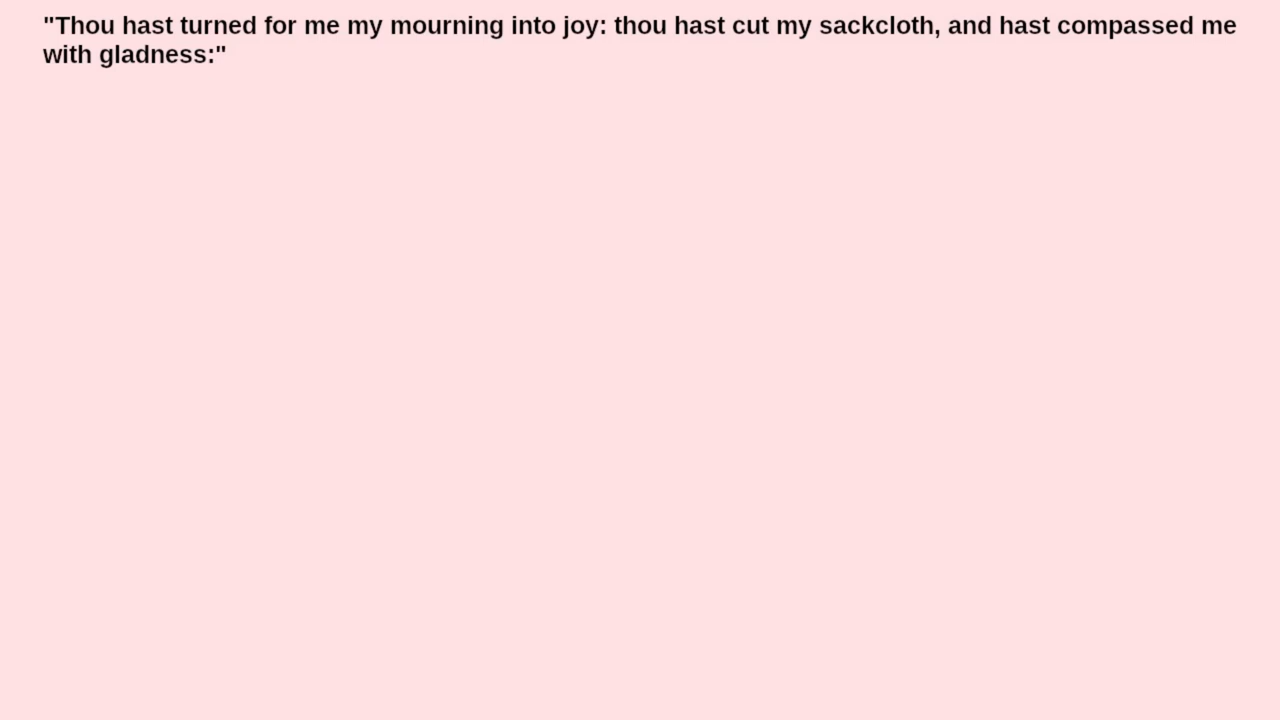 "Thou hast turned for me my mourning into joy: thou hast cut my sackcloth, and hast compassed me
with gladness:"